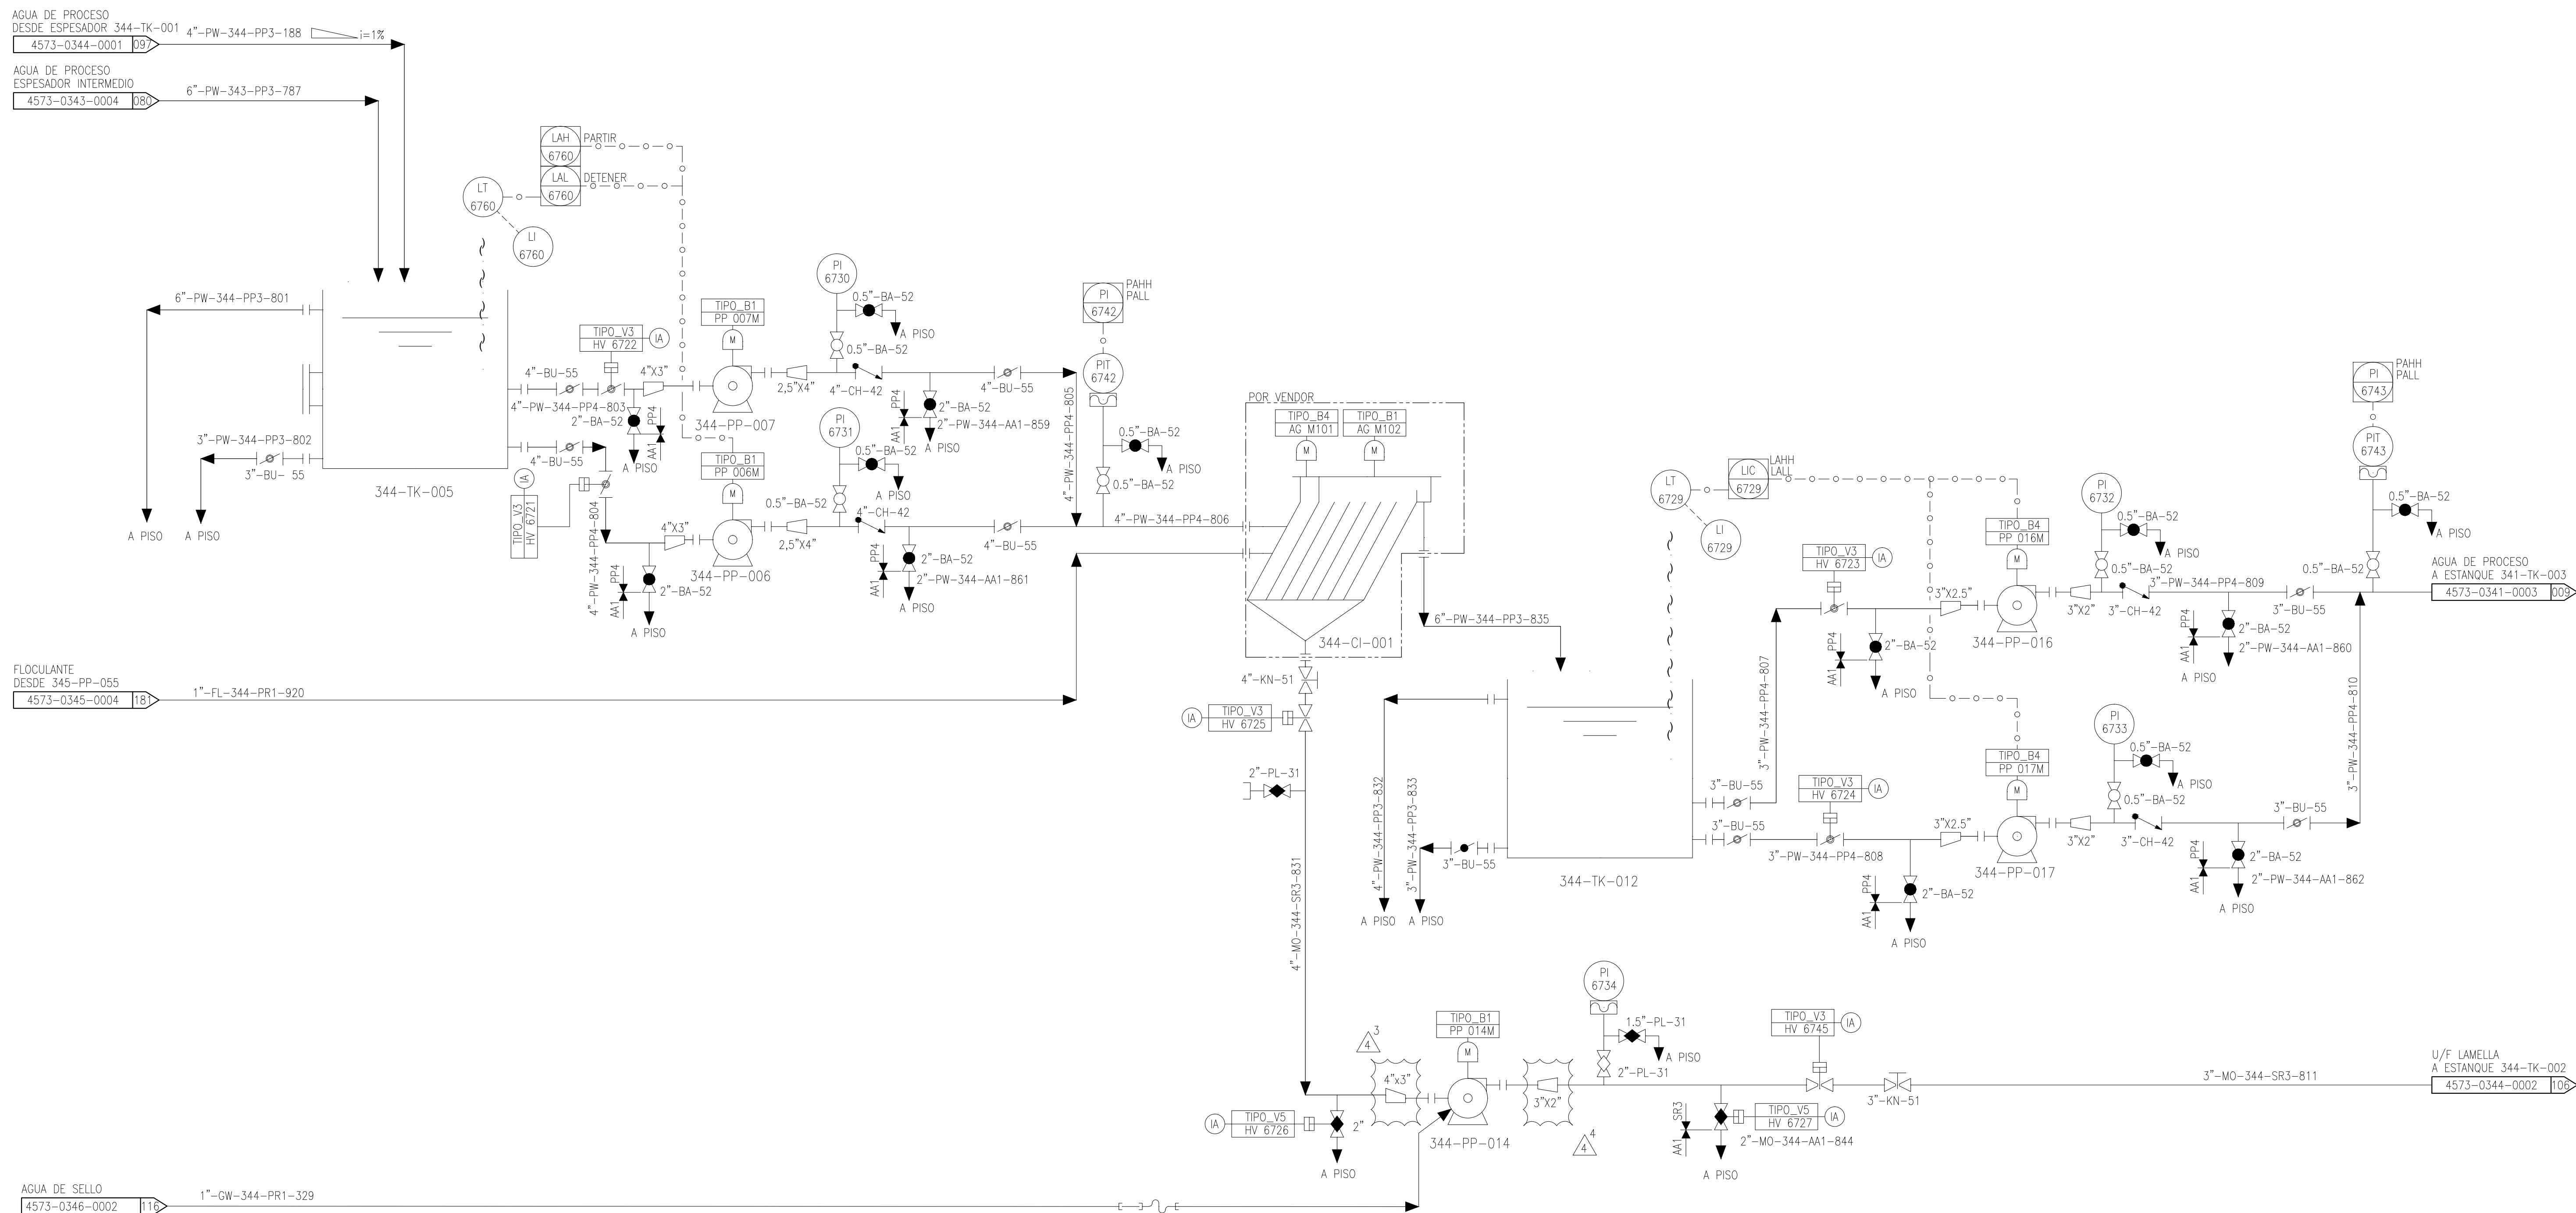 AGUA DE PROCESO
DESDE ESPESADOR 344-TK-001
4573-0344-0001 097
4"-PW-344-PP3-188
i=1%
AGUA DE PROCESO
ESPESADOR INTERMEDIO
4573-0343-0004 080
6"-PW-343-PP3-787
LAH
6760
PARTIR
LAL
6760
DETENER
LT
6760
LI
6760
6"-PW-344-PP3-801
3"-PW-344-PP3-802
3"-BU- 55
A PISO
A PISO
344-TK-005
4"-BU-55
TIPO_V3
HV 6722
IA
4"-PW-344-PP4-803
2"-BA-52
AA1
PP4
A PISO
4"X3"
TIPO_B1
PP 007M
M
344-PP-007
2,5"X4"
PI
6730
0.5"-BA-52
A PISO
0.5"-BA-52
4"-CH-42
AA1
PP4
2"-BA-52
2"-PW-344-AA1-859
A PISO
4"-BU-55
4"-PW-344-PP4-805
4"-BU-55
IA
TIPO_V3
HV 6721
4"-PW-344-PP4-804
4"X3"
AA1
PP4
2"-BA-52
A PISO
TIPO_B1
PP 006M
M
344-PP-006
0.5"-BA-52
2,5"X4"
PI
6731
0.5"-BA-52
A PISO
4"-CH-42
AA1
PP4
2"-BA-52
2"-PW-344-AA1-861
A PISO
4"-BU-55
PI
6742
PAHH
PALL
PIT
6742
0.5"-BA-52
A PISO
0.5"-BA-52
4"-PW-344-PP4-806
POR VENDOR
TIPO_B4
AG M101
M
TIPO_B1
AG M102
M
344-CI-001
6"-PW-344-PP3-835
FLOCULANTE
DESDE 345-PP-055
4573-0345-0004 181
1"-FL-344-PR1-920
4"-KN-51
IA
TIPO_V3
HV 6725
2"-PL-31
4"-MO-344-SR3-831
4"-PW-344-PP3-832
3"-PW-344-PP3-833
3"-BU-55
A PISO
A PISO
344-TK-012
LT
6729
LI
6729
LIC
6729
LAHH
LALL
3"-BU-55
3"-PW-344-PP4-807
TIPO_V3
HV 6723
IA
AA1
PP4
2"-BA-52
A PISO
3"X2.5"
TIPO_B4
PP 016M
M
344-PP-016
3"X2"
PI
6732
0.5"-BA-52
A PISO
0.5"-BA-52
3"-CH-42
3"-PW-344-PP4-809
AA1
PP4
2"-BA-52
2"-PW-344-AA1-860
A PISO
3"-BU-55
PI
6743
PAHH
PALL
PIT
6743
0.5"-BA-52
A PISO
0.5"-BA-52
AGUA DE PROCESO
A ESTANQUE 341-TK-003
4573-0341-0003 009
3"-BU-55
3"-PW-344-PP4-808
TIPO_V3
HV 6724
IA
AA1
PP4
2"-BA-52
A PISO
3"X2.5"
TIPO_B4
PP 017M
M
344-PP-017
3"X2"
PI
6733
0.5"-BA-52
A PISO
0.5"-BA-52
3"-CH-42
AA1
PP4
2"-BA-52
2"-PW-344-AA1-862
A PISO
3"-BU-55
3"-PW-344-PP4-810
3
4
4"x3"
IA
TIPO_V5
HV 6726
2"
A PISO
TIPO_B1
PP 014M
M
344-PP-014
3"X2"
4
4
PI
6734
1.5"-PL-31
A PISO
2"-PL-31
AA1
SR3
TIPO_V5
HV 6727
IA
2"-MO-344-AA1-844
A PISO
TIPO_V3
HV 6745
IA
3"-KN-51
3"-MO-344-SR3-811
U/F LAMELLA
A ESTANQUE 344-TK-002
4573-0344-0002 106
AGUA DE SELLO
4573-0346-0002 116
1"-GW-344-PR1-329